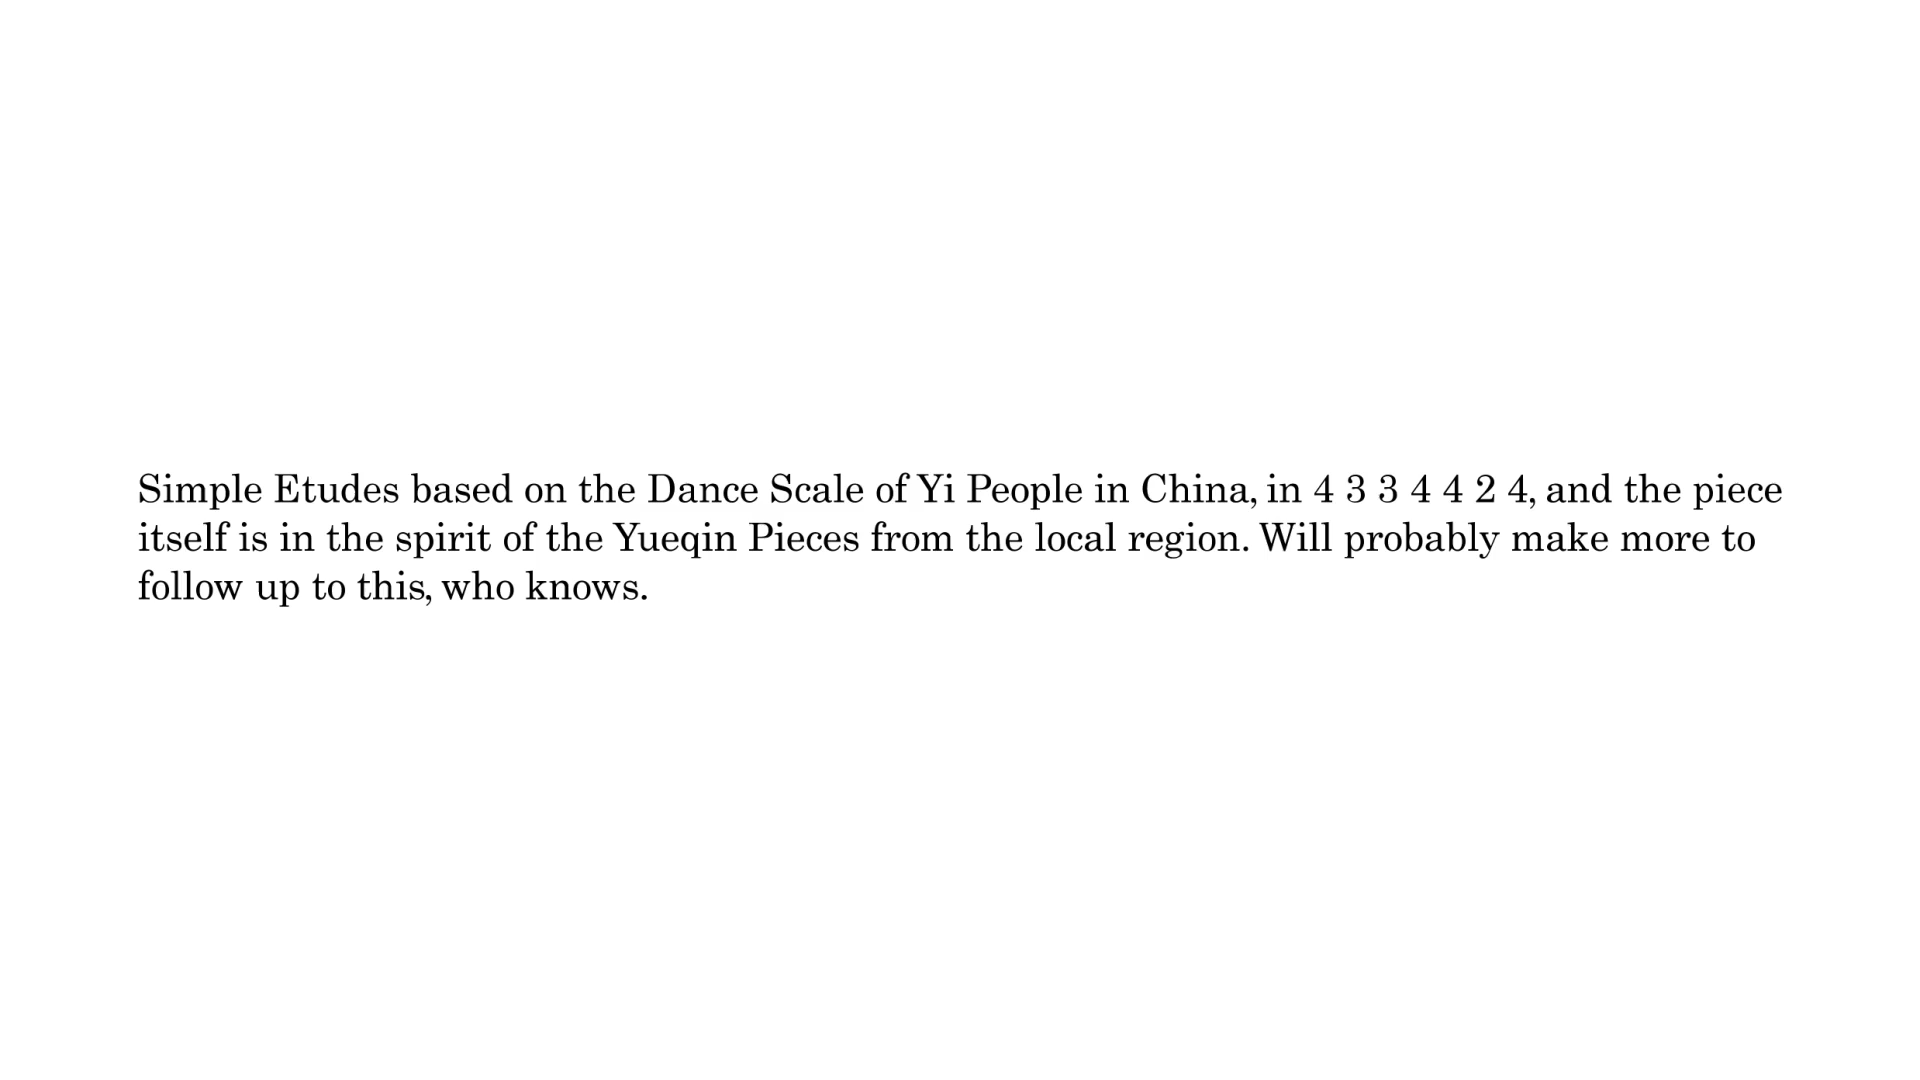 Simple Etudes based on the Dance Scale of Yi People in China, in 4 3 3 4 4 2 4, and the piece
itself is in the spirit of the Yueqin Pieces from the local region. Will probably make more to
follow up to this, who knows.